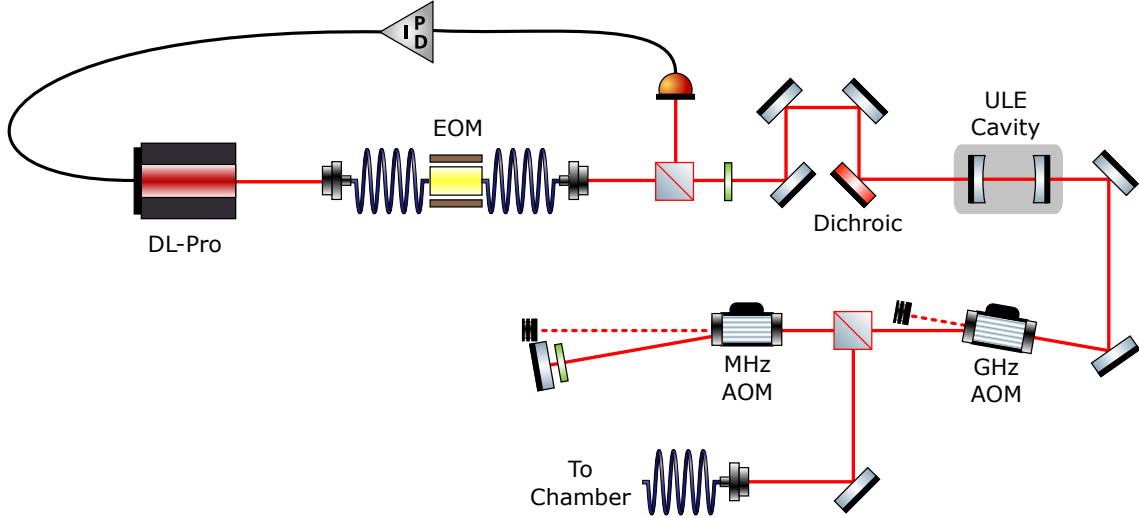 P
I
D
EOM
ULE
Cavity
DL-Pro
Dichroic
MHz
AOM
GHz
AOM
To
Chamber